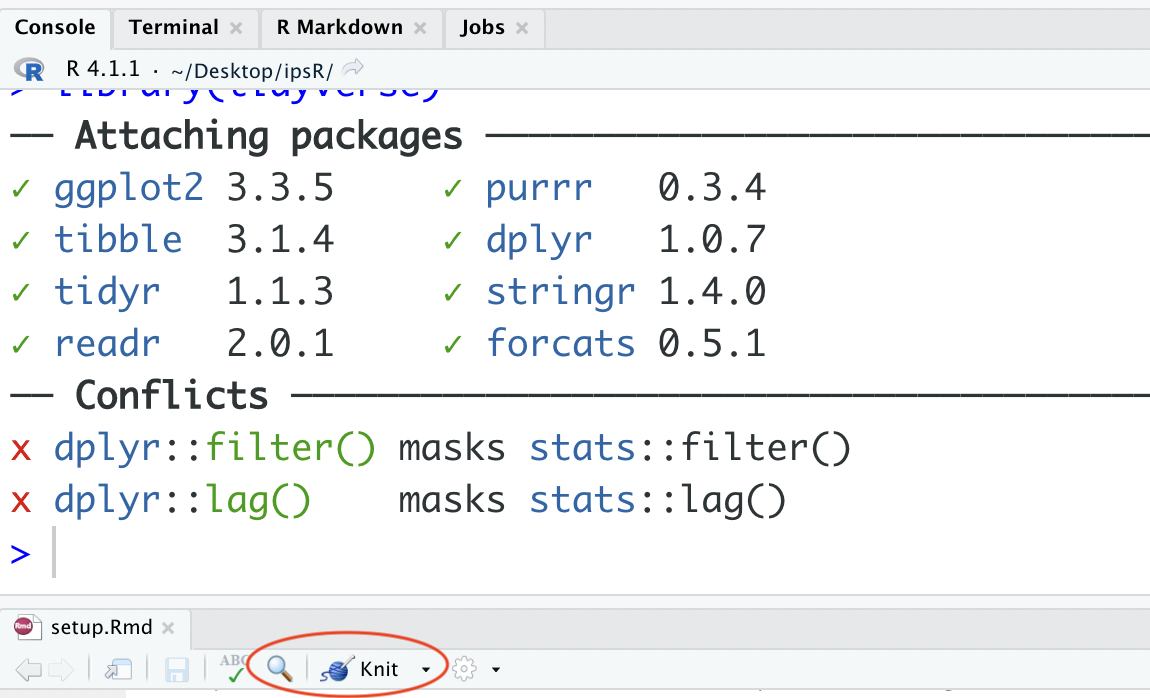 Console Terminal × R Markdown × Jobs ×
R 4.1.1 · ~/Desktop/ipsR/
> library(tidyverse)
── Attaching packages ──────────────────
✓ ggplot2 3.3.5 ✓ purrr 0.3.4
✓ tibble 3.1.4 ✓ dplyr 1.0.7
✓ tidyr 1.1.3 ✓ stringr 1.4.0
✓ readr 2.0.1 ✓ forcats 0.5.1
── Conflicts ──────────────────
x dplyr::filter() masks stats::filter()
x dplyr::lag() masks stats::lag()
>
Rmd setup.Rmd ×
ABC Knit